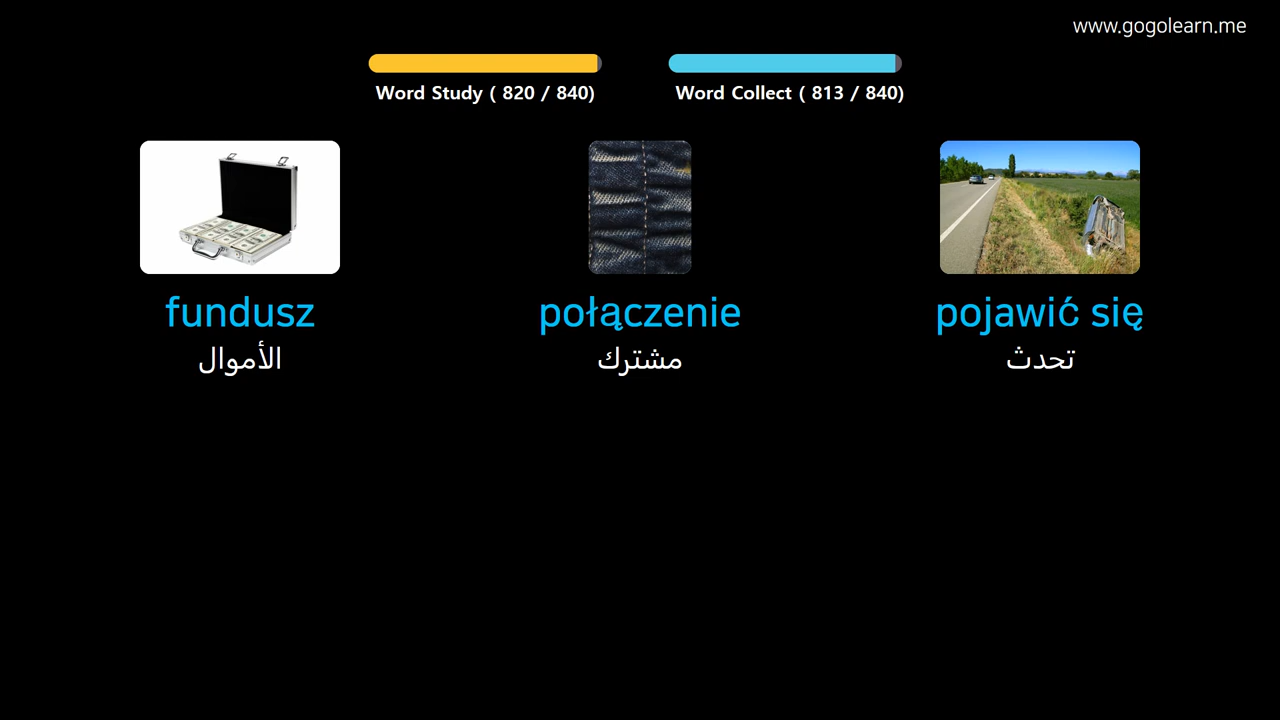 www.gogolearn.me
Word Study ( 820 / 840)
Word Collect ( 813 / 840)
fundusz
połączenie
pojawić się
الأموال
مشترك
تحدث